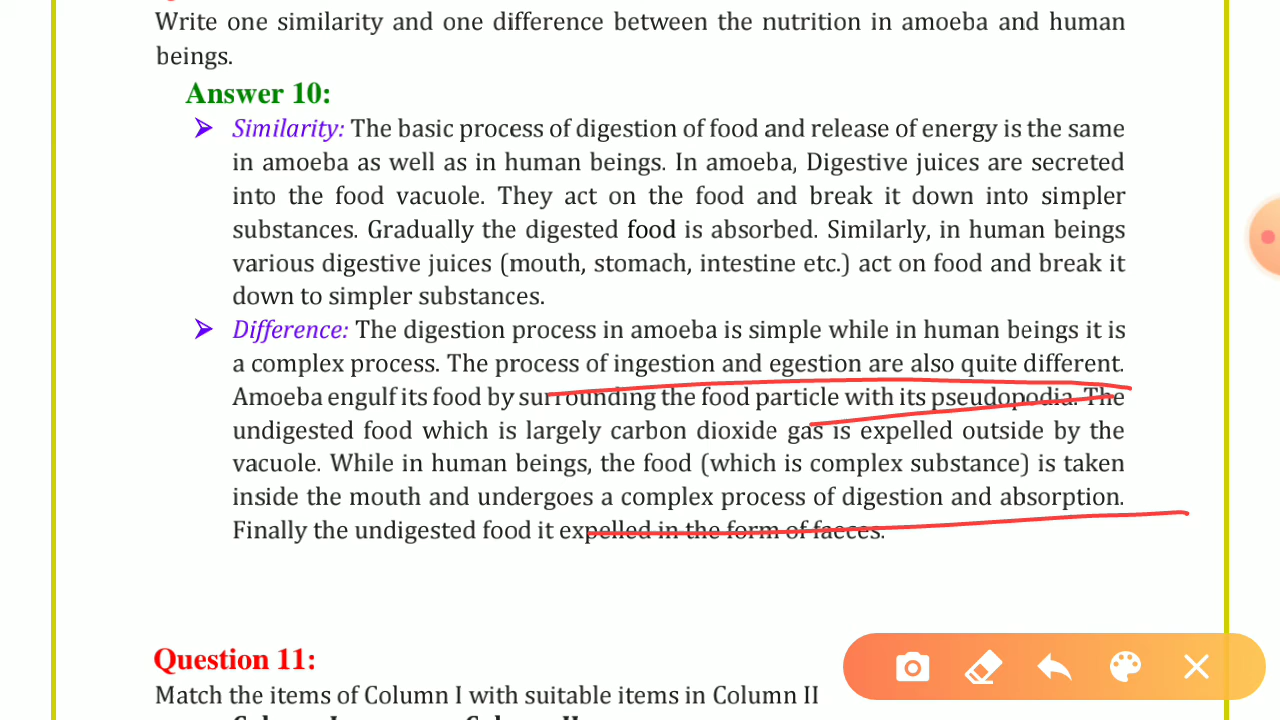 Write one similarity and one difference between the nutrition in amoeba and human
beings.
Answer 10:
➢ Similarity: The basic process of digestion of food and release of energy is the same
in amoeba as well as in human beings. In amoeba, Digestive juices are secreted
into the food vacuole. They act on the food and break it down into simpler
substances. Gradually the digested food is absorbed. Similarly, in human beings
various digestive juices (mouth, stomach, intestine etc.) act on food and break it
down to simpler substances.
➢ Difference: The digestion process in amoeba is simple while in human beings it is
a complex process. The process of ingestion and egestion are also quite different.
Amoeba engulf its food by surrounding the food particle with its pseudopodia. The
undigested food which is largely carbon dioxide gas is expelled outside by the
vacuole. While in human beings, the food (which is complex substance) is taken
inside the mouth and undergoes a complex process of digestion and absorption.
Finally the undigested food it expelled in the form of faeces.
Question 11:
Match the items of Column I with suitable items in Column II
Column I Column II